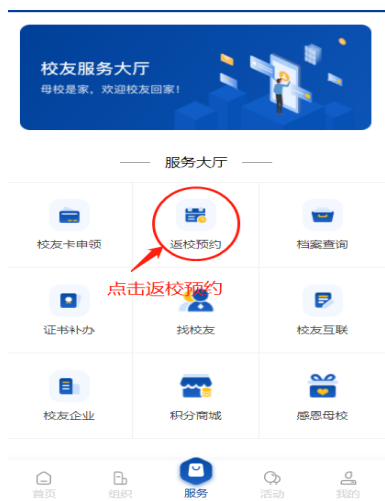 校友服务大厅
母校是家，欢迎校友回家！
服务大厅
校友卡申领
返校预约
档案查询
点击返校预约
证书补办
找校友
校友互联
校友企业
积分商城
感恩母校
首页
组织
服务
活动
我的